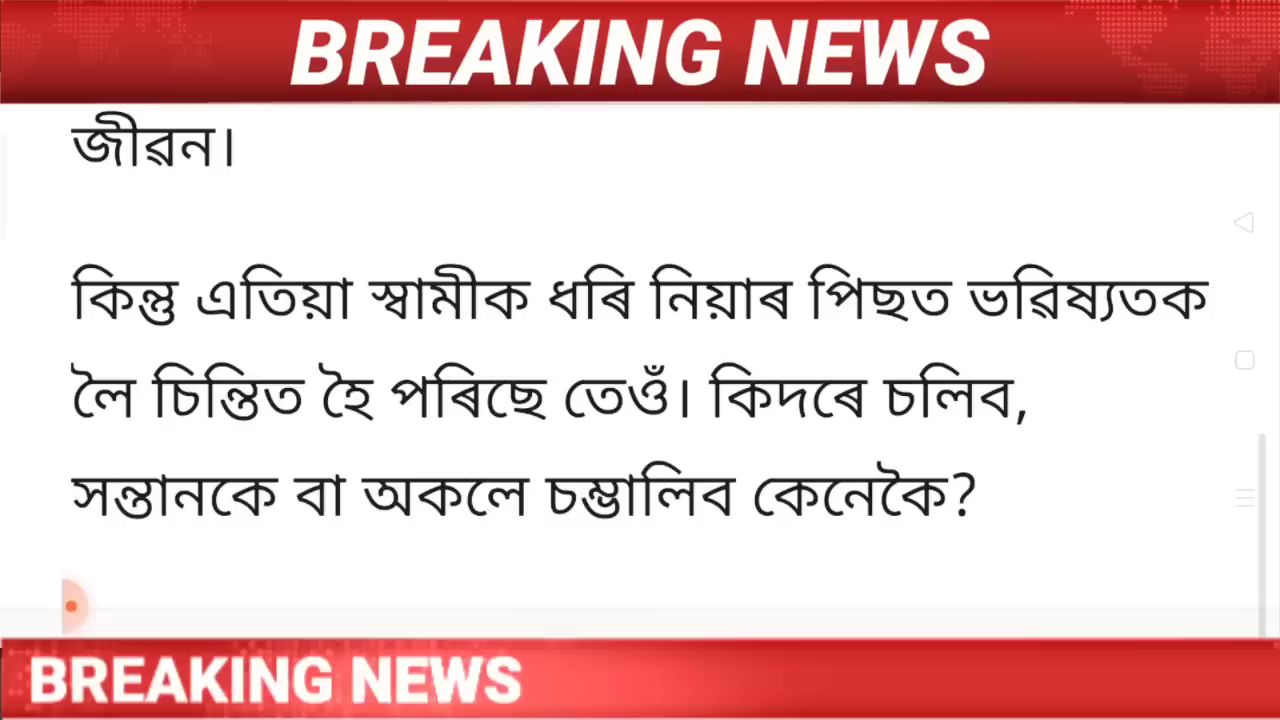 BREAKING NEWS
জীৱন।
কিন্তু এতিয়া স্বামীক ধৰি নিয়াৰ পিছত ভৱিষ্যতক
লৈ চিন্তিত হৈ পৰিছে তেওঁ। কিদৰে চলিব,
সন্তানকে বা অকলে চম্ভালিব কেনেকৈ?
BREAKING NEWS